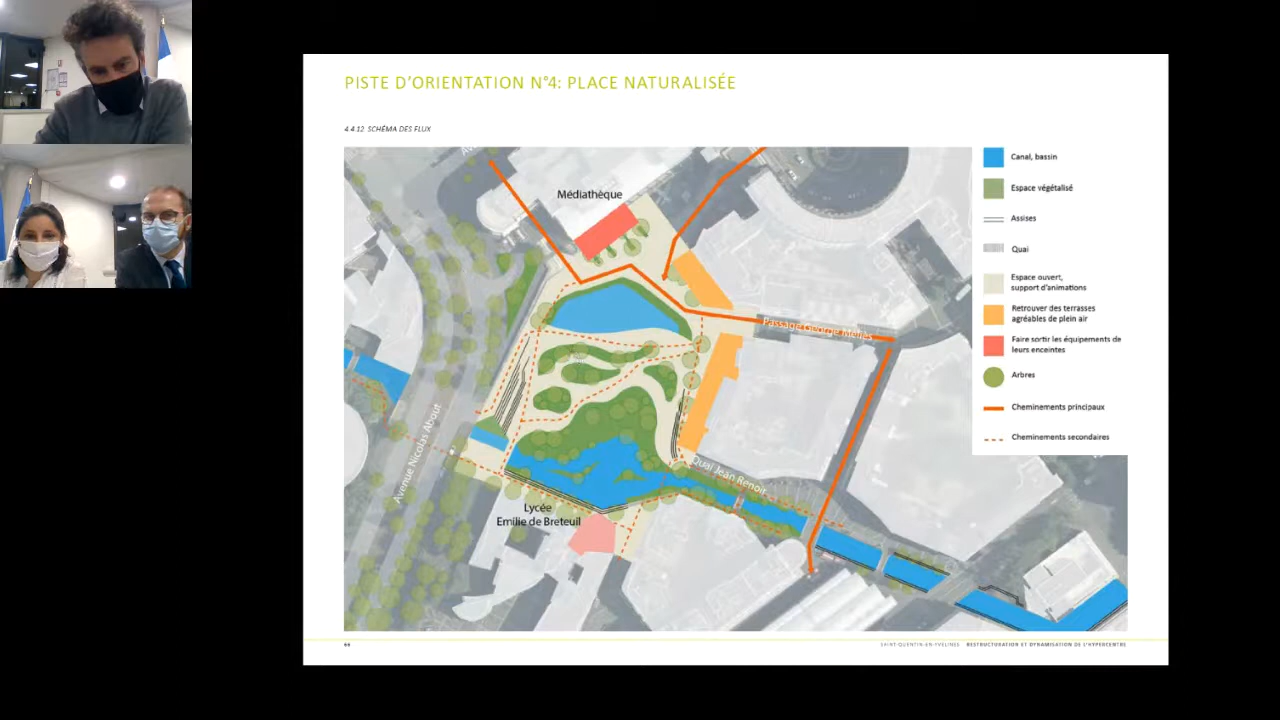 PISTE D'ORIENTATION N°4: PLACE NATURALISÉE
4.4.12. SCHÉMA DES FLUX
Médiathèque
Passage George Méliès
Avenue Nicolas About
Quai Jean Renoir
Lycée
Emilie de Breteuil
Canal, bassin
Espace végétalisé
Assises
Quai
Espace ouvert,
support d'animations
Retrouver des terrasses
agréables de plein air
Faire sortir les équipements de
leurs enceintes
Arbres
Cheminements principaux
Cheminements secondaires
SAINT-QUENTIN-EN-YVELINES RESTRUCTURATION ET DYNAMISATION DE L'HYPERCENTRE